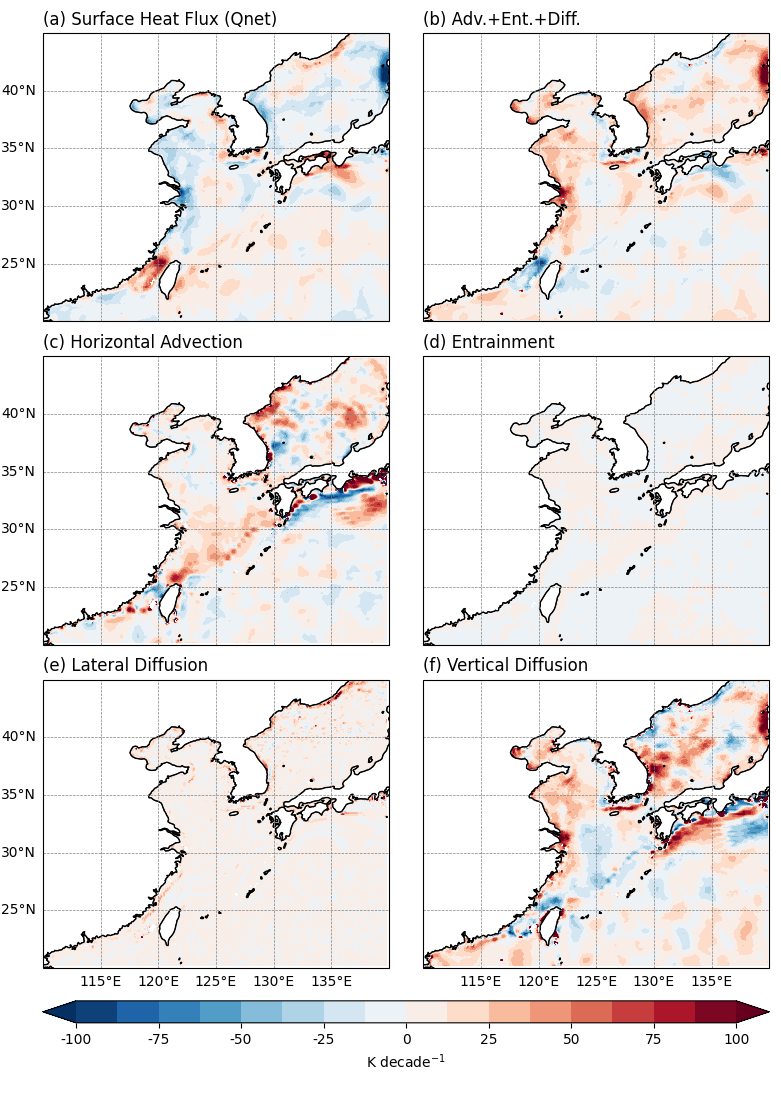 (a) Surface Heat Flux (Qnet)
(b) Adv.+Ent.+Diff.
40°N
35°N
30°N
25°N
(c) Horizontal Advection
(d) Entrainment
40°N
35°N
30°N
25°N
(e) Lateral Diffusion
(f) Vertical Diffusion
40°N
35°N
30°N
25°N
115°E 120°E 125°E 130°E 135°E
115°E 120°E 125°E 130°E 135°E
-100 -75 -50 -25 0 25 50 75 100
K decade⁻¹